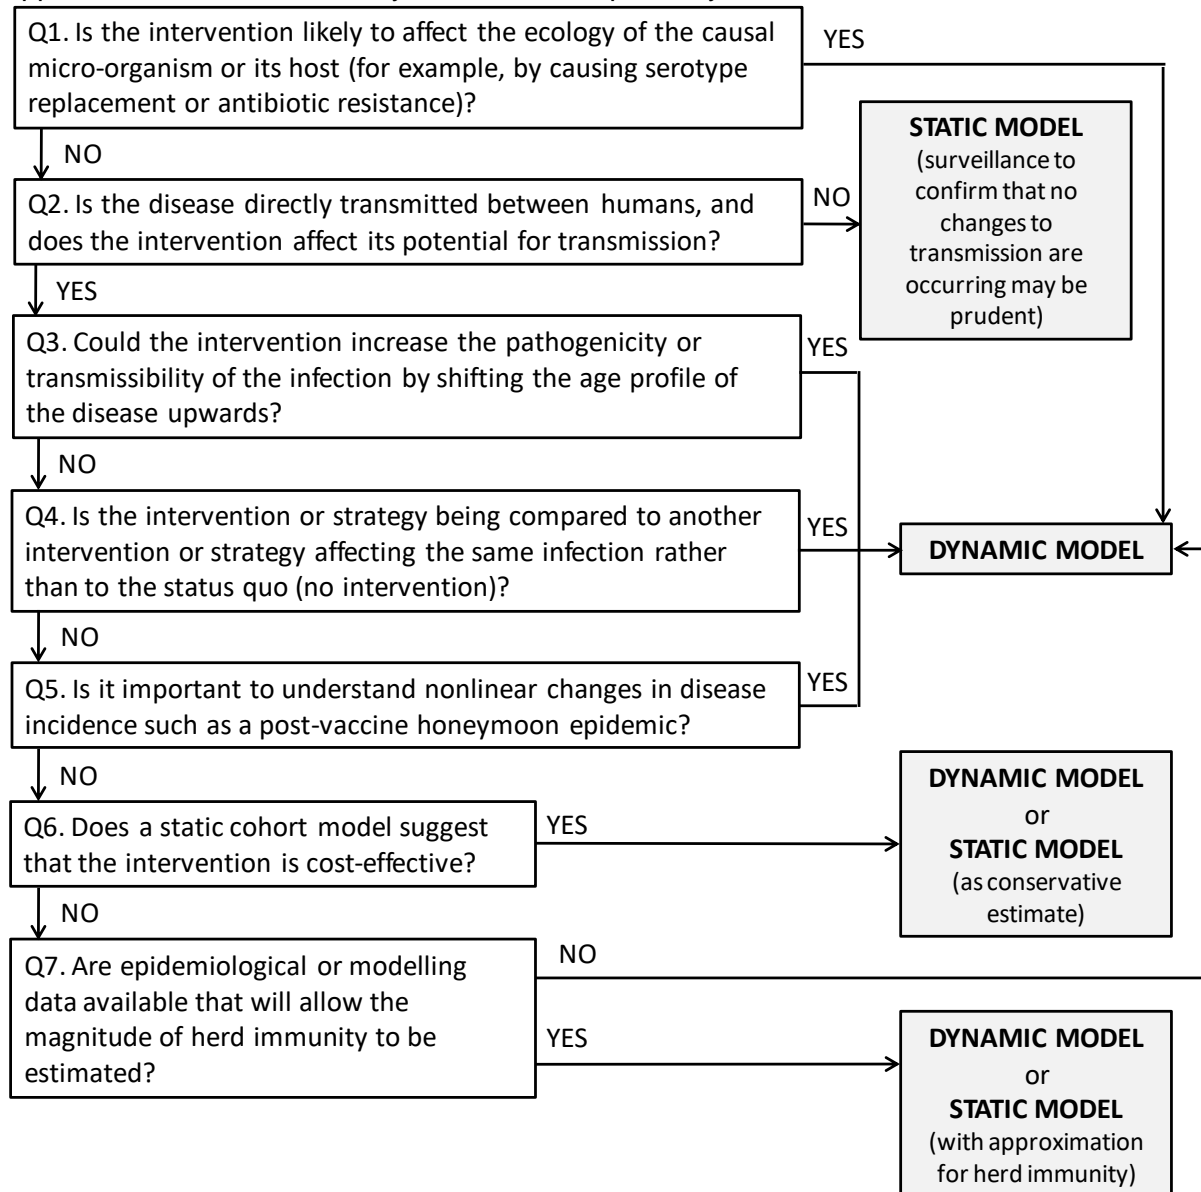 Q1. Is the intervention likely to affect the ecology of the causal
micro-organism or its host (for example, by causing serotype
replacement or antibiotic resistance)?
YES
NO
STATIC MODEL
(surveillance to
confirm that no
changes to
transmission are
occurring may be
prudent)
Q2. Is the disease directly transmitted between humans, and
does the intervention affect its potential for transmission?
NO
YES
Q3. Could the intervention increase the pathogenicity or
transmissibility of the infection by shifting the age profile of
the disease upwards?
YES
NO
Q4. Is the intervention or strategy being compared to another
intervention or strategy affecting the same infection rather
than to the status quo (no intervention)?
YES
DYNAMIC MODEL
NO
Q5. Is it important to understand nonlinear changes in disease
incidence such as a post-vaccine honeymoon epidemic?
YES
NO
Q6. Does a static cohort model suggest
that the intervention is cost-effective?
YES
DYNAMIC MODEL
or
STATIC MODEL
(as conservative
estimate)
NO
Q7. Are epidemiological or modelling
data available that will allow the
magnitude of herd immunity to be
estimated?
NO
YES
DYNAMIC MODEL
or
STATIC MODEL
(with approximation
for herd immunity)